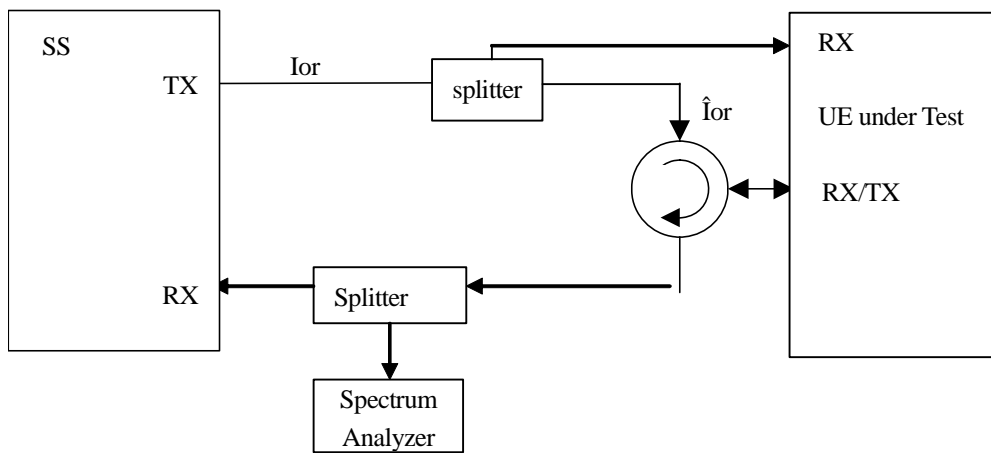 SS
RX
Ior
TX
splitter
Îor
UE under Test
RX/TX
RX
Splitter
Spectrum
Analyzer